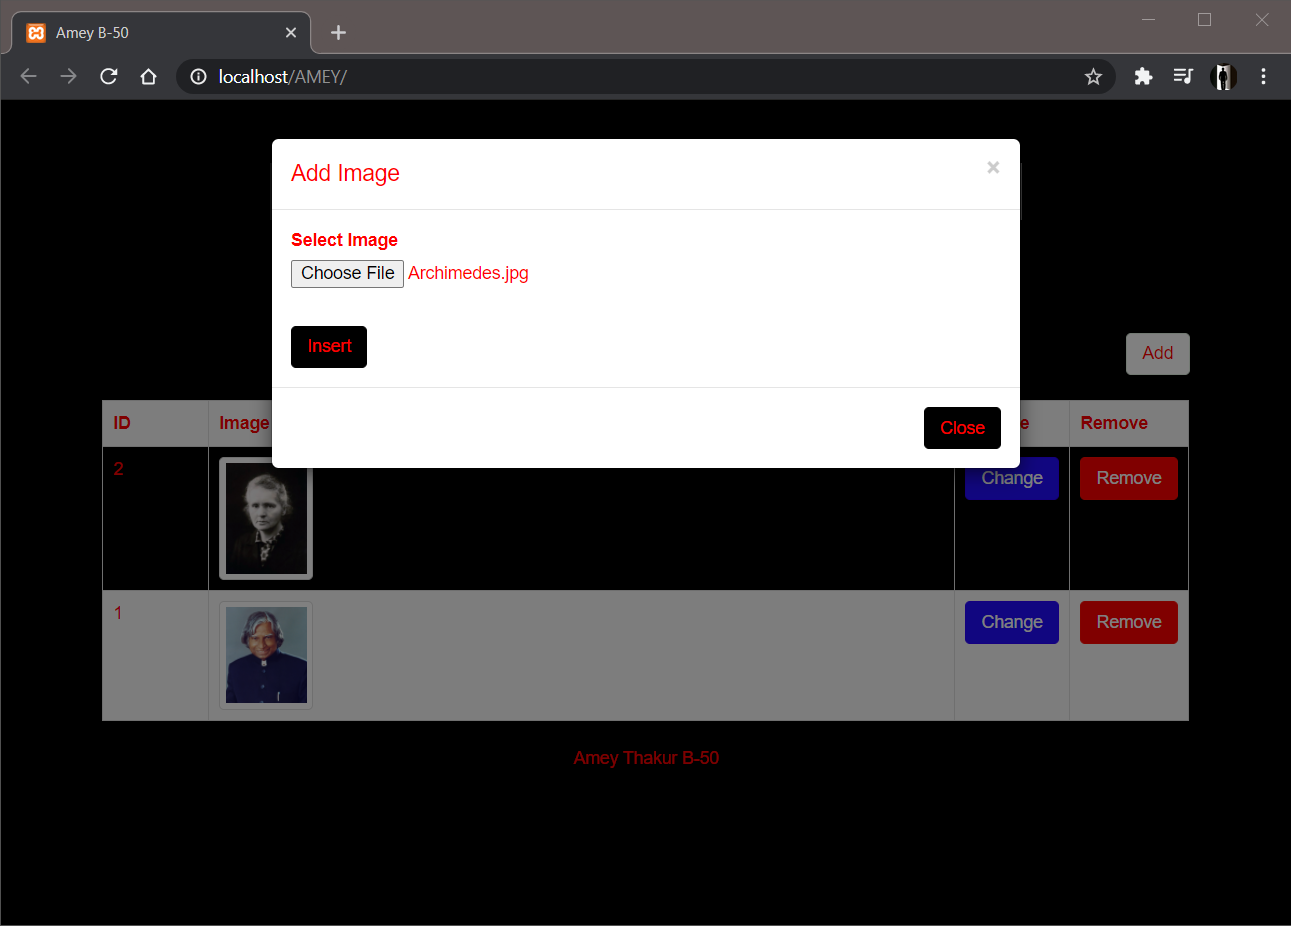 Amey B-50
localhost/AMEY/
Add Image
×
Select Image
Choose File Archimedes.jpg
Insert
Add
Close
ID Image e Remove
2 Change Remove
1 Change Remove
Amey Thakur B-50